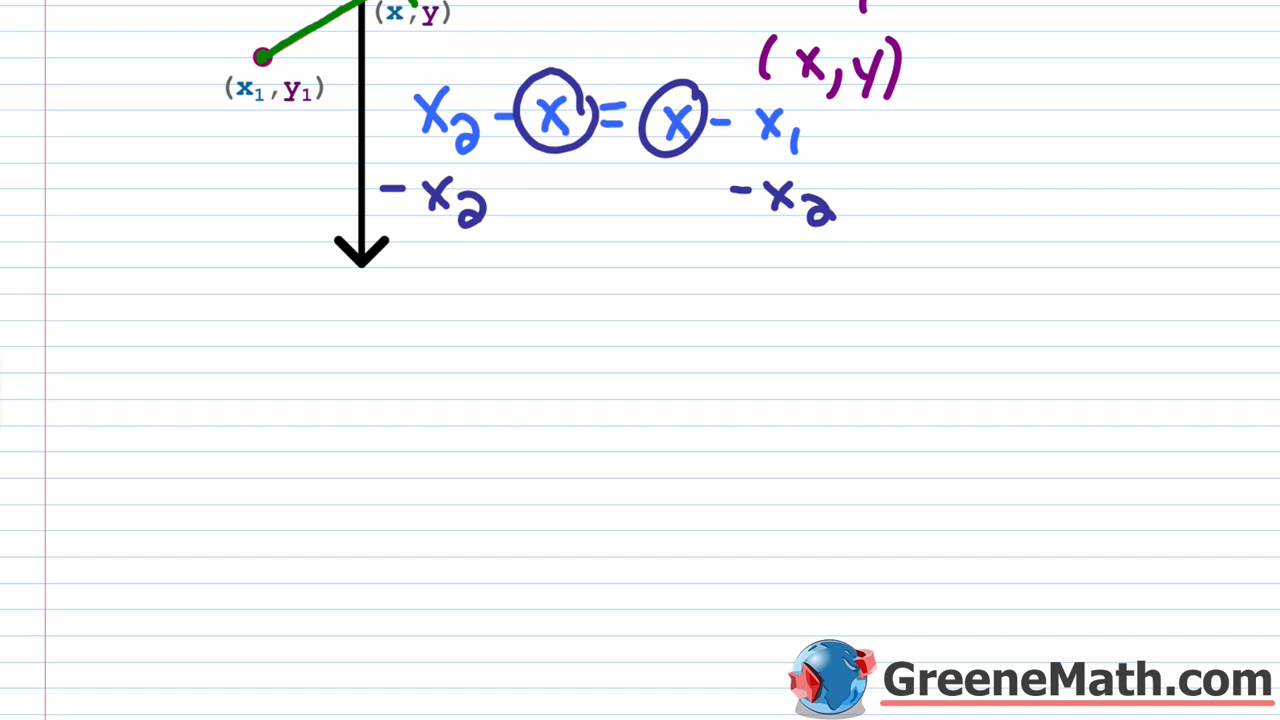 (x,y)
(x, y)
(x₁,y₁)
x₂ - x = x - x₁
- x₂ - x₂
GreeneMath.com